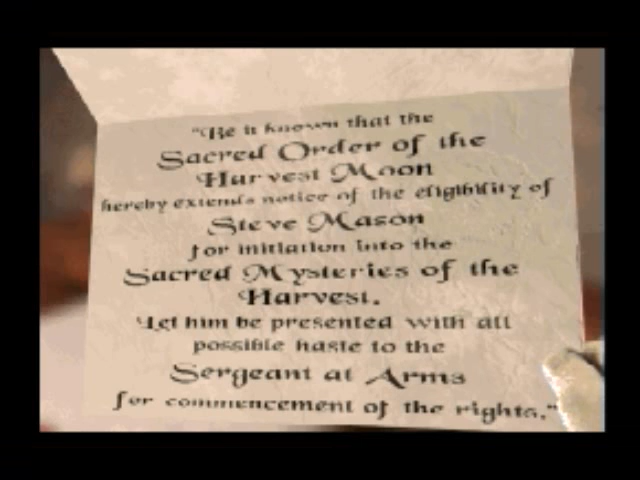 "Be it known that the
Sacred Order of the
Harvest Moon
hereby extends notice of the eligibility of
Steve Mason
for initiation into the
Sacred Mysteries of the
Harvest.
Let him be presented with all
possible haste to the
Sergeant at Arms
for commencement of the rights."